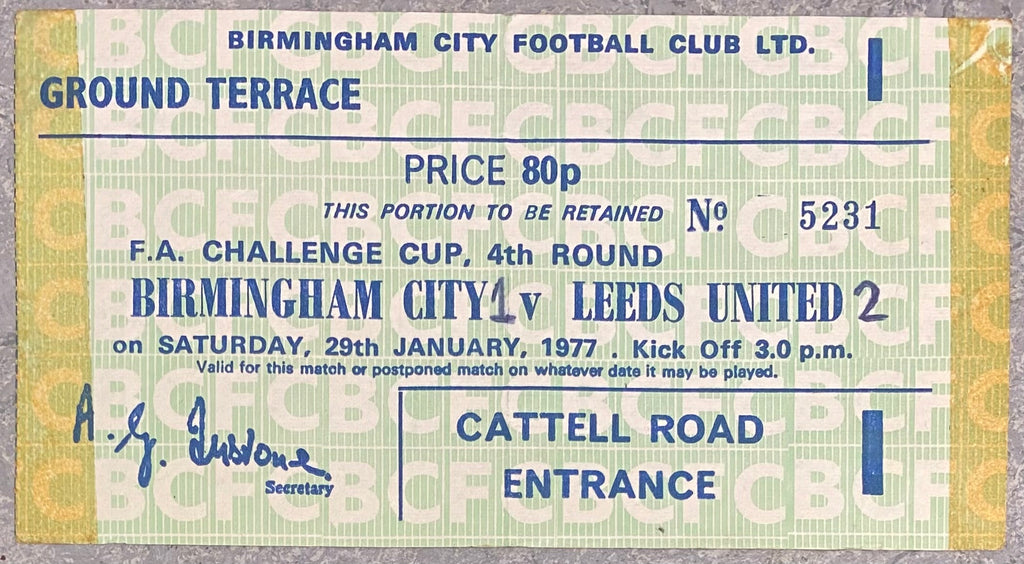 BIRMINGHAM CITY FOOTBALL CLUB LTD.
GROUND TERRACE
PRICE 80p
THIS PORTION TO BE RETAINED Nº 5231
F.A. CHALLENGE CUP, 4th ROUND
BIRMINGHAM CITY 1 v LEEDS UNITED 2
on SATURDAY, 29th JANUARY, 1977 . Kick Off 3.0 p.m.
Valid for this match or postponed match on whatever date it may be played.
A. G.
Secretary
CATTELL ROAD
ENTRANCE